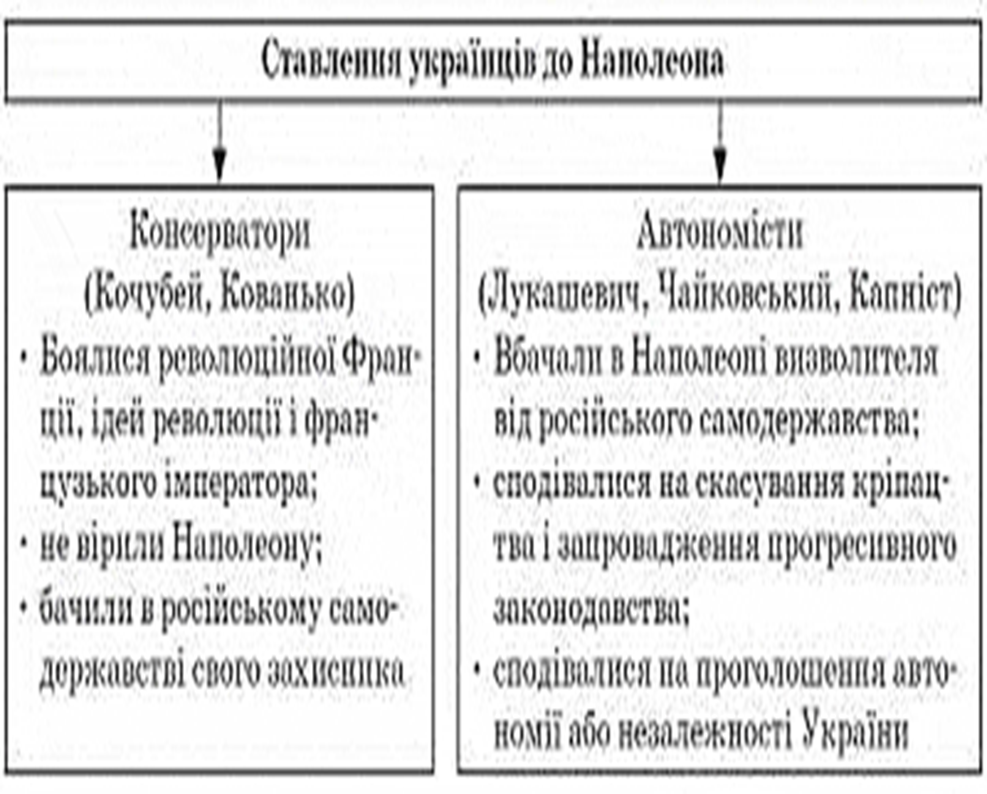 Ставлення українців до Наполеона
Консерватори
(Кочубей, Кованько)
• Боялися революційної Фран-
ції, ідей революції і фран-
цузького імператора;
• не вірили Наполеону;
• бачили в російському само-
державстві свого захисника
Автономісти
(Лукашевич, Чайковський, Капніст)
• Вбачали в Наполеоні визволителя
від російського самодержавства;
• сподівалися на скасування кріпац-
тва і запровадження прогресивного
законодавства;
• сподівалися на проголошення авто-
номії або незалежності України